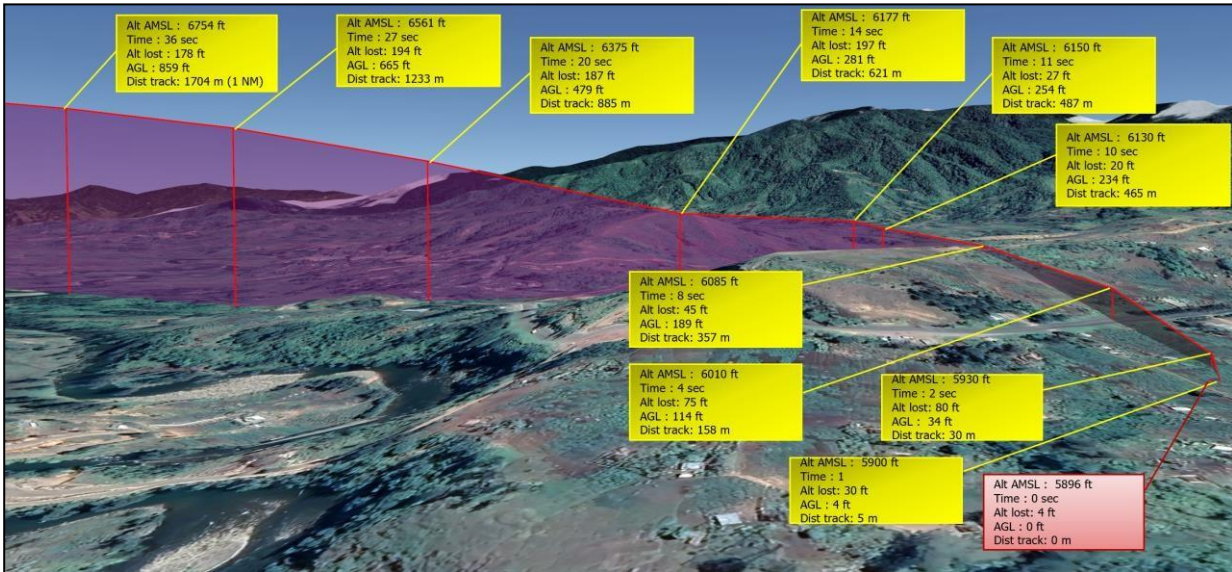 Alt AMSL : 6754 ft
Time : 36 sec
Alt lost: 178 ft
AGL : 859 ft
Dist track: 1704 m (1 NM)
Alt AMSL : 6561 ft
Time : 27 sec
Alt lost: 194 ft
AGL : 665 ft
Dist track: 1233 m
Alt AMSL : 6375 ft
Time : 20 sec
Alt lost: 187 ft
AGL : 479 ft
Dist track: 885 m
Alt AMSL : 6177 ft
Time : 14 sec
Alt lost: 197 ft
AGL : 281 ft
Dist track: 621 m
Alt AMSL : 6150 ft
Time : 11 sec
Alt lost: 27 ft
AGL : 254 ft
Dist track: 487 m
Alt AMSL : 6130 ft
Time : 10 sec
Alt lost: 20 ft
AGL : 234 ft
Dist track: 465 m
Alt AMSL : 6085 ft
Time : 8 sec
Alt lost: 45 ft
AGL : 189 ft
Dist track: 357 m
Alt AMSL : 6010 ft
Time : 4 sec
Alt lost: 75 ft
AGL : 114 ft
Dist track: 158 m
Alt AMSL : 5930 ft
Time : 2 sec
Alt lost: 80 ft
AGL : 34 ft
Dist track: 30 m
Alt AMSL : 5900 ft
Time : 1
Alt lost: 30 ft
AGL : 4 ft
Dist track: 5 m
Alt AMSL : 5896 ft
Time : 0 sec
Alt lost: 4 ft
AGL : 0 ft
Dist track: 0 m